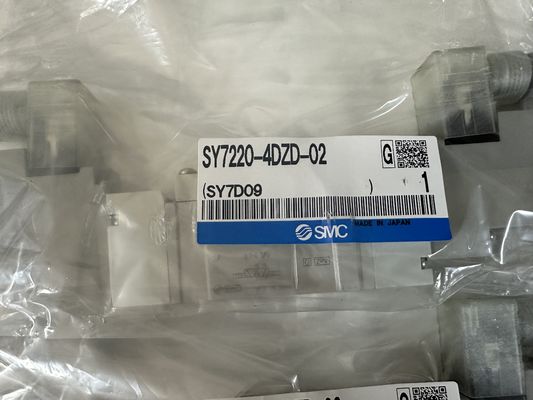 SY7220-4DZD-02
G
(SY7D09 ) 1
SMC MADE IN JAPAN
G